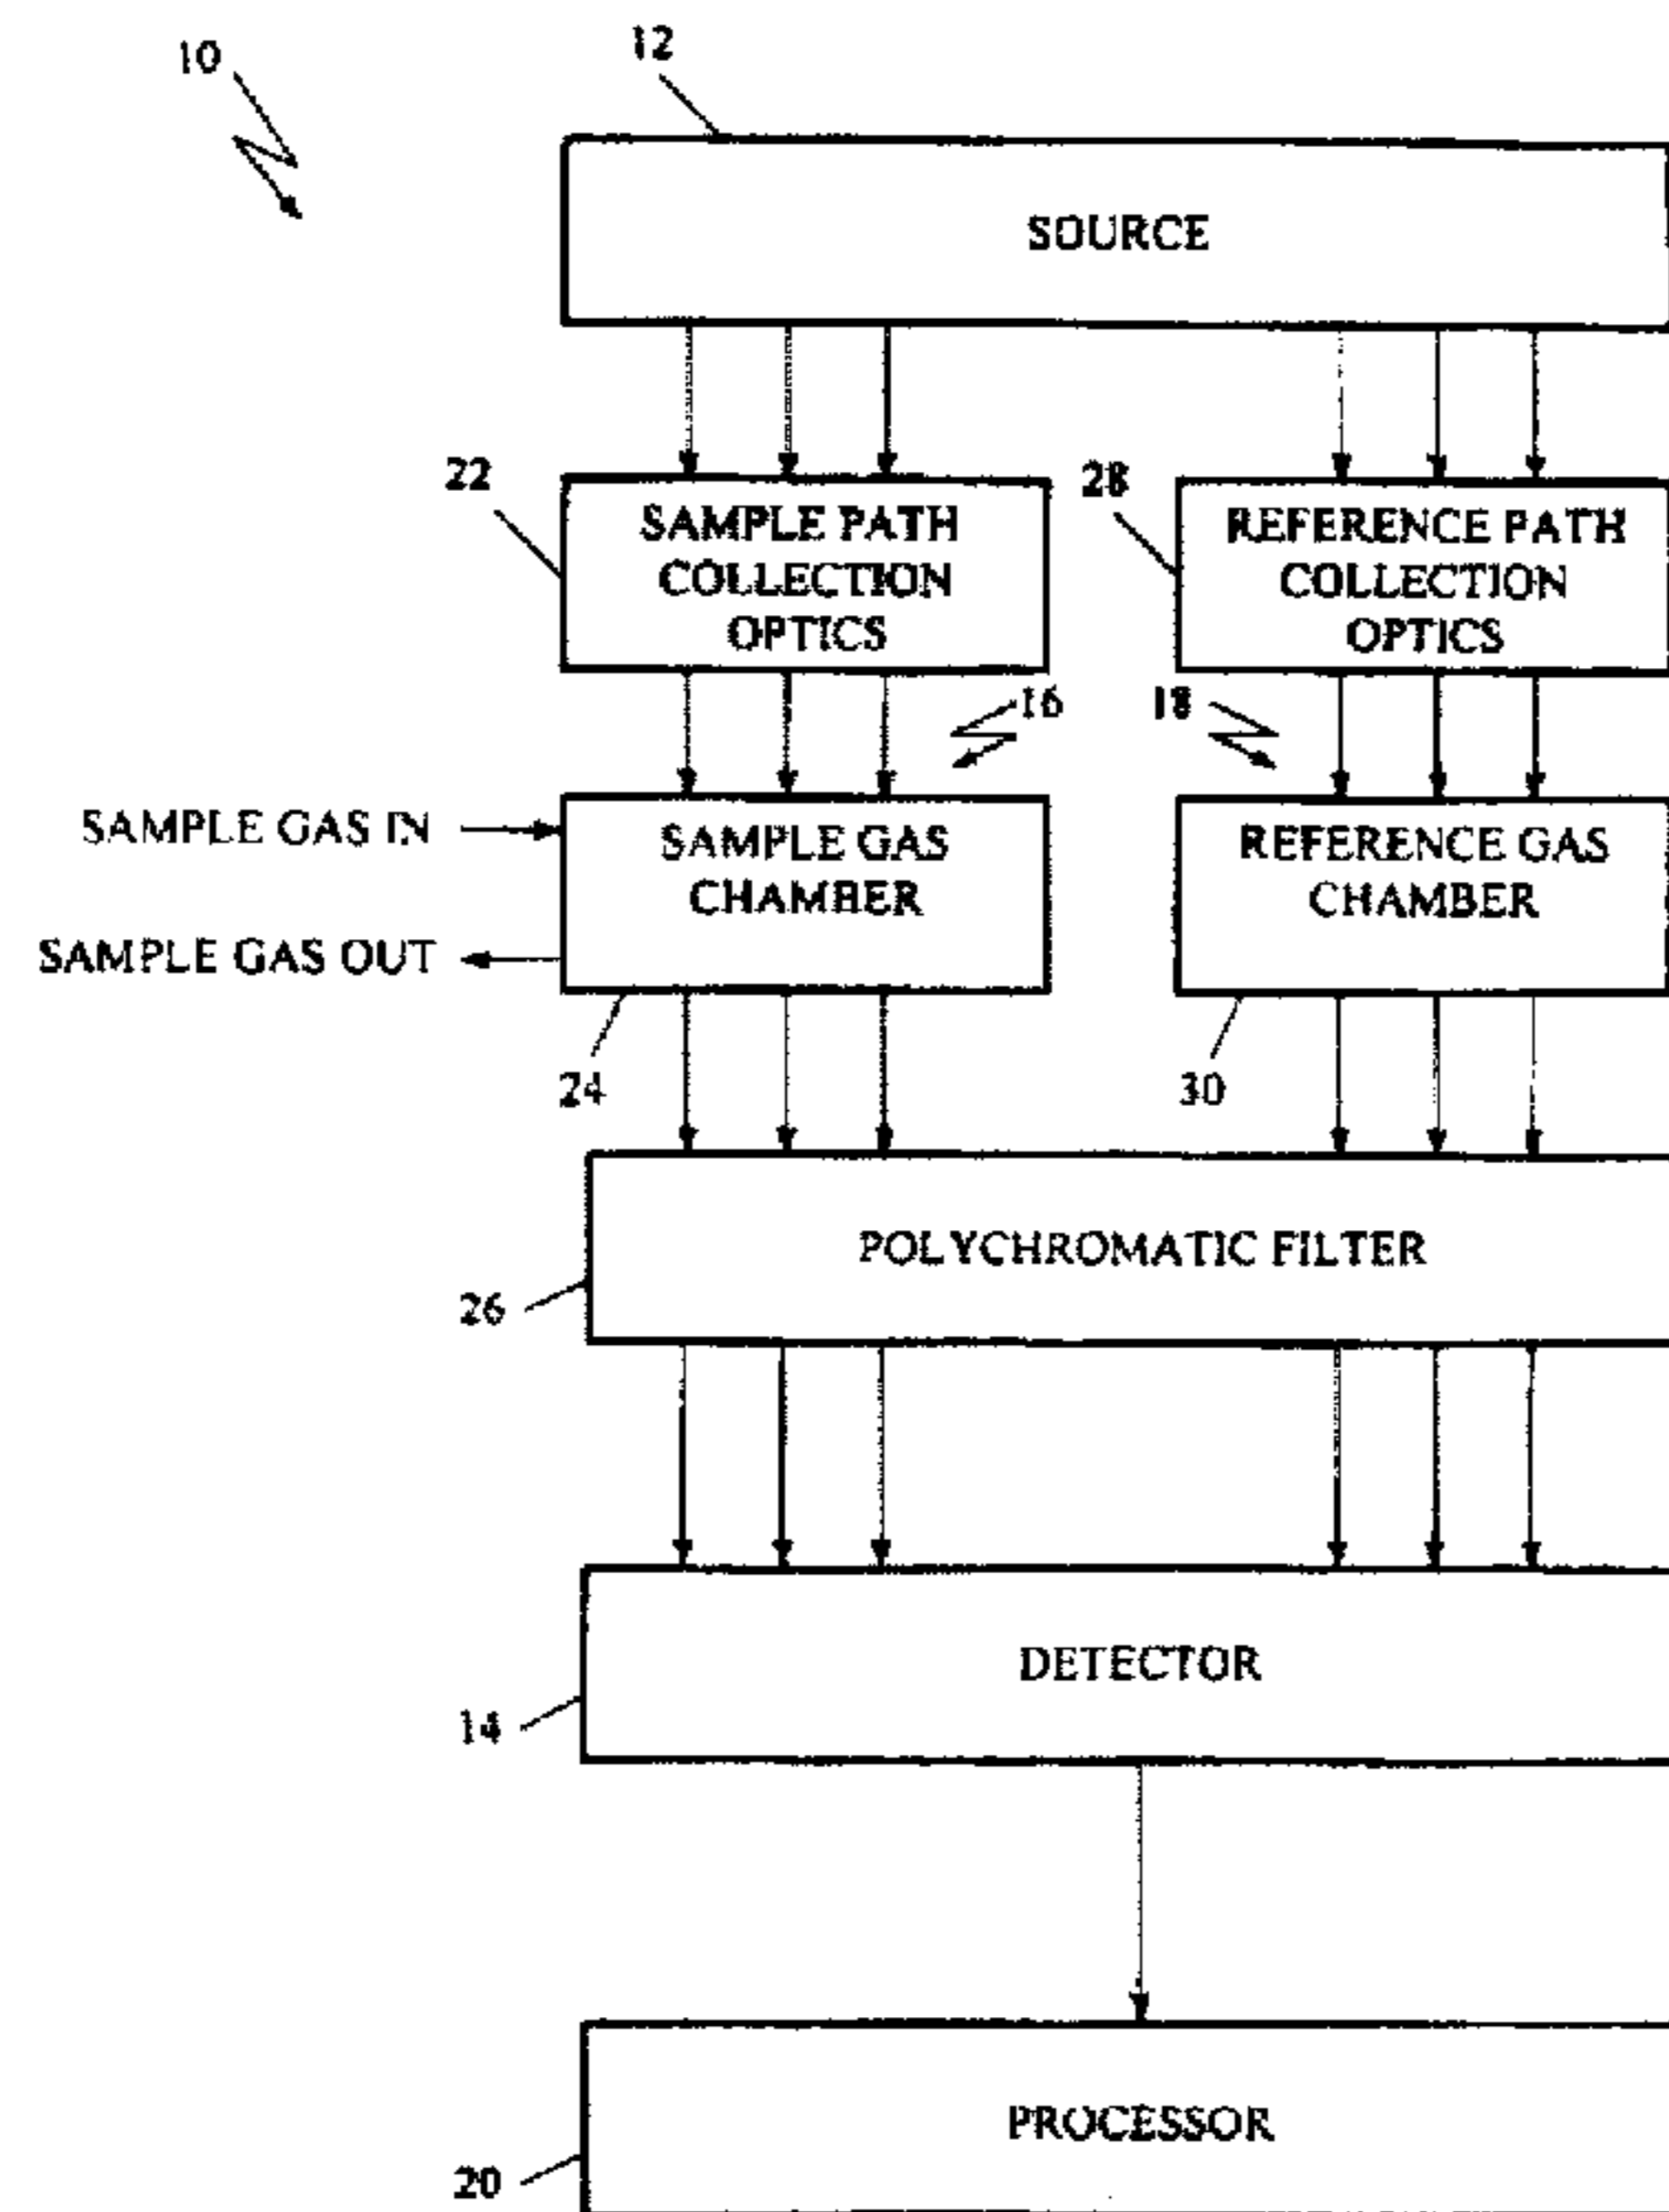 10
12
SOURCE
22
SAMPLE PATH
COLLECTION
OPTICS
28
REFERENCE PATH
COLLECTION
OPTICS
16
18
SAMPLE GAS IN
SAMPLE GAS
CHAMBER
SAMPLE GAS OUT
REFERENCE GAS
CHAMBER
24
30
POLYCHROMATIC FILTER
26
DETECTOR
14
PROCESSOR
20